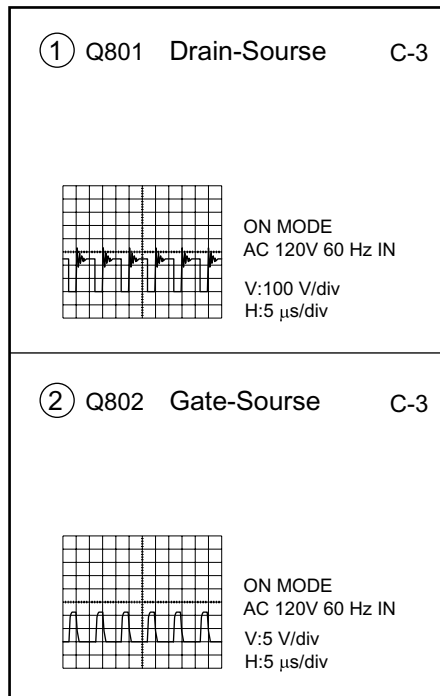 ① Q801 Drain-Sourse C-3
ON MODE
AC 120V 60 Hz IN
V:100 V/div
H:5 μs/div
② Q802 Gate-Sourse C-3
ON MODE
AC 120V 60 Hz IN
V:5 V/div
H:5 μs/div